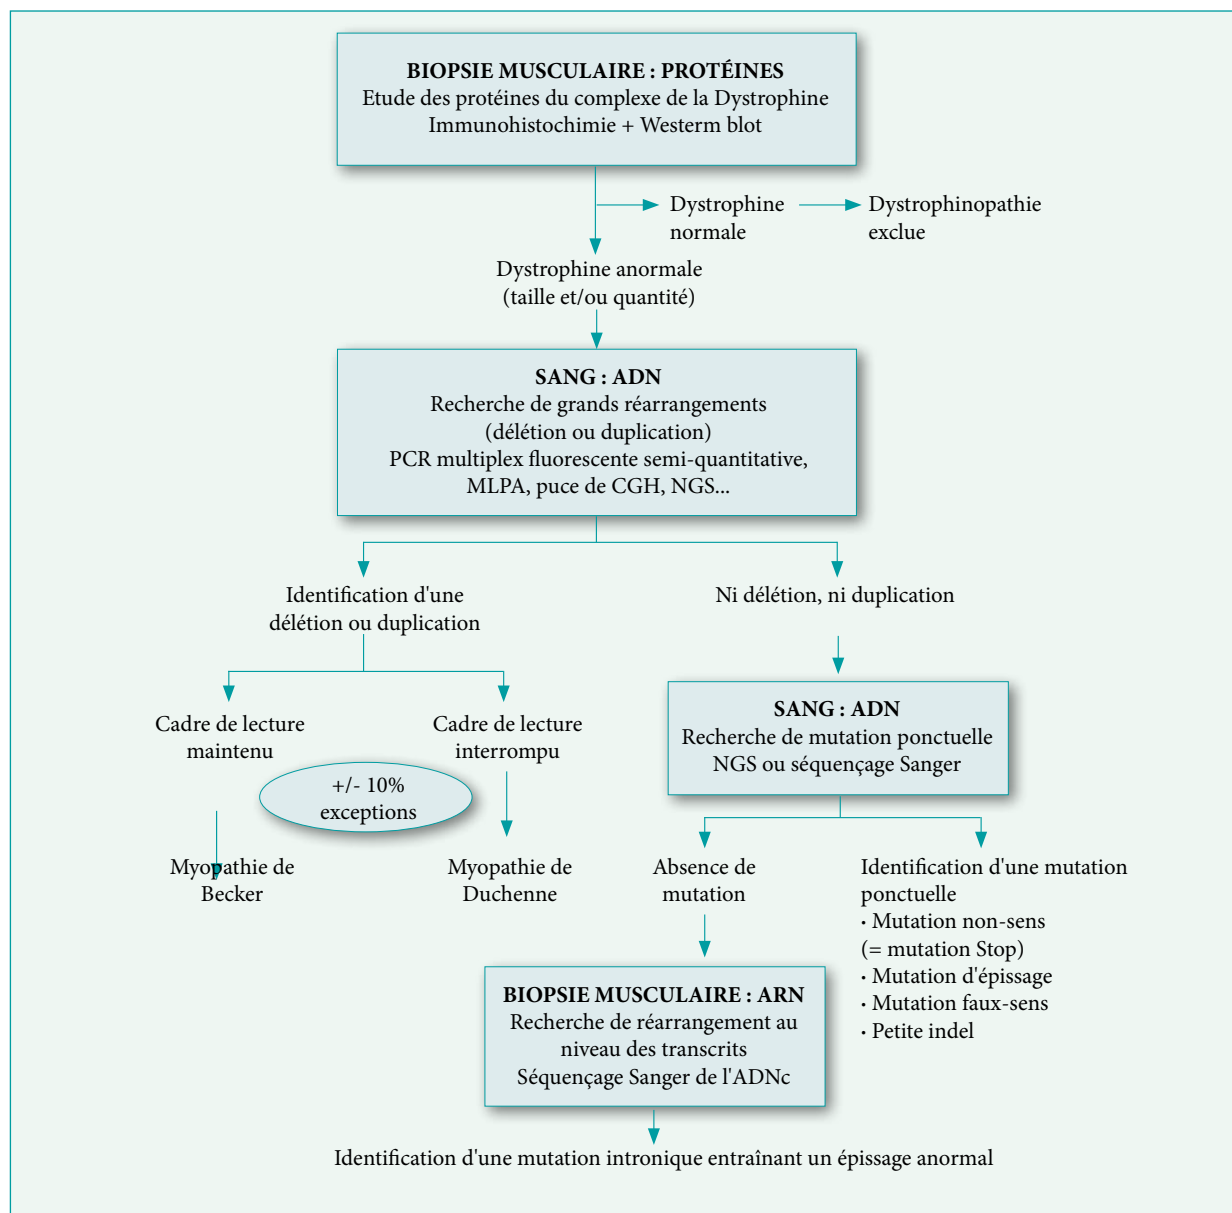 BIOPSIE MUSCULAIRE : PROTÉINES
Etude des protéines du complexe de la Dystrophine
Immunohistochimie + Westerm blot
Dystrophine
normale
Dystrophinopathie
exclue
Dystrophine anormale
(taille et/ou quantité)
SANG : ADN
Recherche de grands réarrangements
(délétion ou duplication)
PCR multiplex fluorescente semi-quantitative,
MLPA, puce de CGH, NGS...
Identification d'une
délétion ou duplication
Ni délétion, ni duplication
Cadre de lecture
maintenu
Cadre de lecture
interrompu
+/- 10%
exceptions
Myopathie de
Becker
Myopathie de
Duchenne
SANG : ADN
Recherche de mutation ponctuelle
NGS ou séquençage Sanger
Absence de
mutation
Identification d'une mutation
ponctuelle
· Mutation non-sens
(= mutation Stop)
· Mutation d'épissage
· Mutation faux-sens
· Petite indel
BIOPSIE MUSCULAIRE : ARN
Recherche de réarrangement au
niveau des transcrits
Séquençage Sanger de l'ADNc
Identification d'une mutation intronique entraînant un épissage anormal